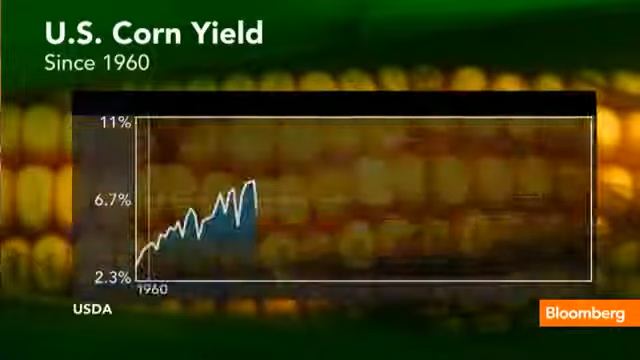 U.S. Corn Yield
Since 1960
11%
6.7%
2.3%
1960
USDA
Bloomberg